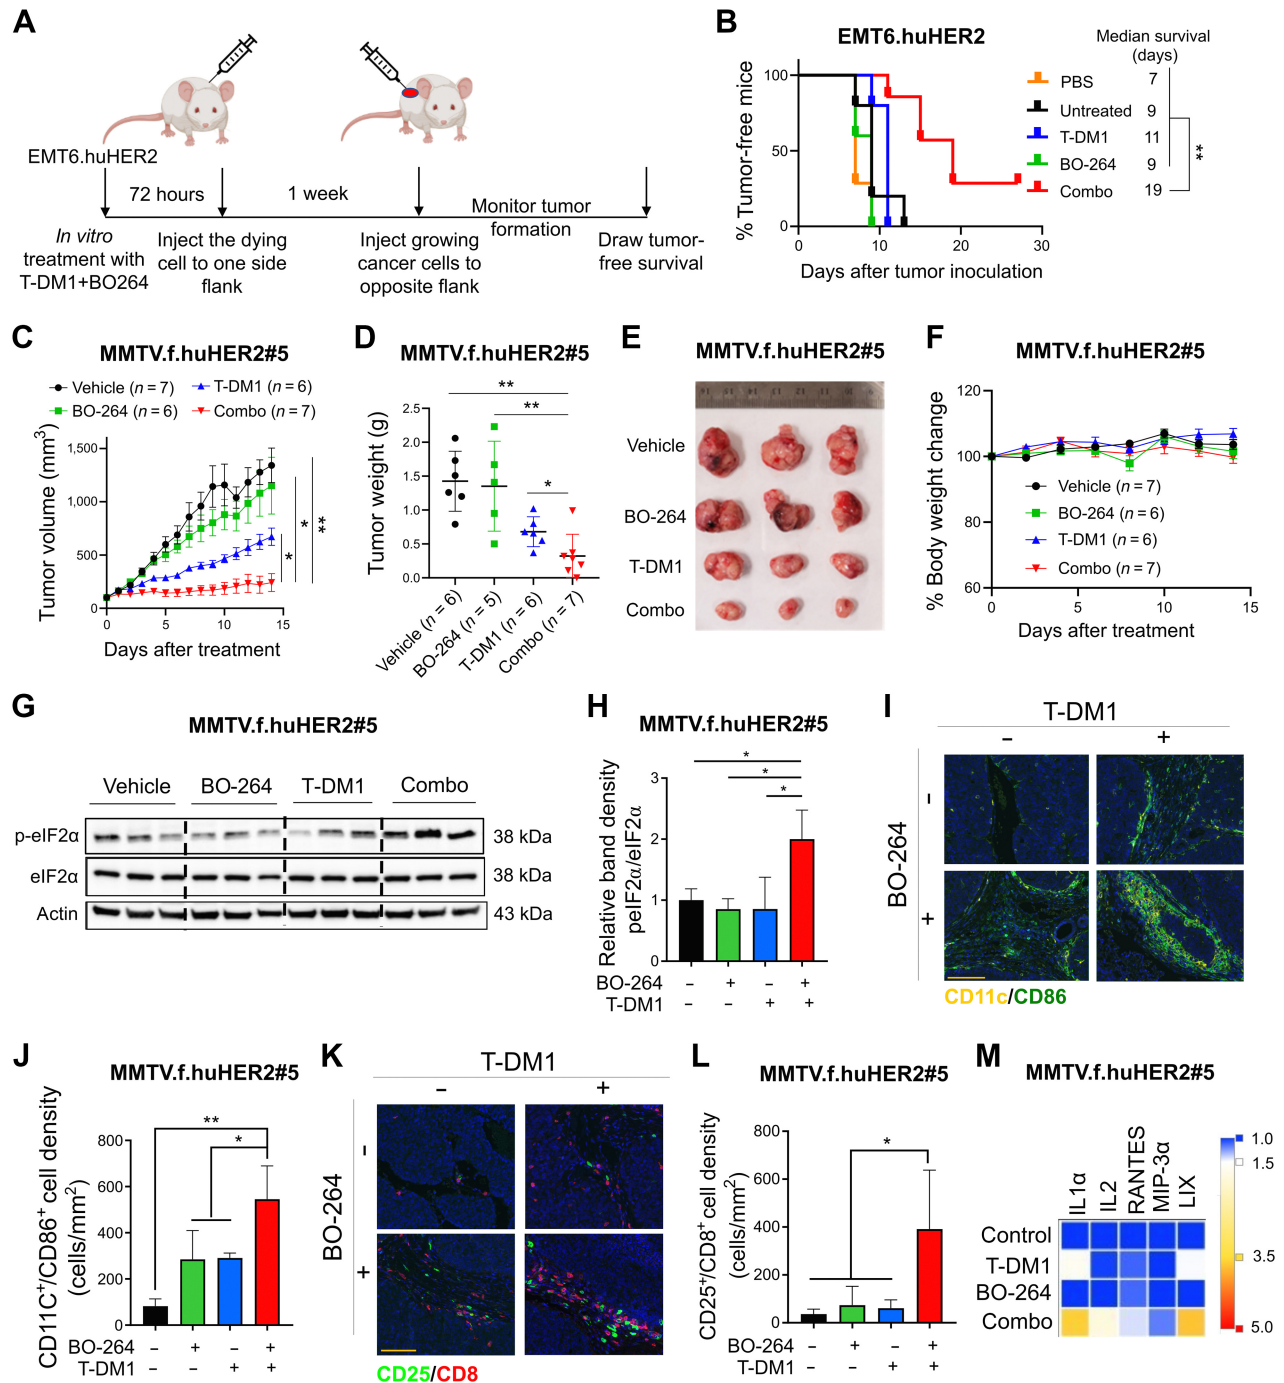 A
EMT6.huHER2
72 hours
1 week
Monitor tumor
formation
In vitro
treatment with
T-DM1+BO264
Inject the dying
cell to one side
flank
Inject growing
cancer cells to
opposite flank
Draw tumor-
free survival
B
EMT6.huHER2
Median survival
(days)
% Tumor-free mice
100
50
0
0 10 20 30
Days after tumor inoculation
PBS 7
Untreated 9
T-DM1 11
BO-264 9
Combo 19
**
C
MMTV.f.huHER2#5
Vehicle (n = 7)
T-DM1 (n = 6)
BO-264 (n = 6)
Combo (n = 7)
Tumor volume (mm3)
1,500
1,000
500
0
0 5 10 15
Days after treatment
*
*
**
D
MMTV.f.huHER2#5
Tumor weight (g)
2.5
2.0
1.5
1.0
0.5
0.0
**
**
*
Vehicle (n = 6)
BO-264 (n = 5)
T-DM1 (n = 6)
Combo (n = 7)
E
MMTV.f.huHER2#5
Vehicle
BO-264
T-DM1
Combo
F
MMTV.f.huHER2#5
% Body weight change
120
100
80
60
Vehicle (n = 7)
BO-264 (n = 6)
T-DM1 (n = 6)
Combo (n = 7)
0 5 10 15
Days after treatment
G
MMTV.f.huHER2#5
Vehicle BO-264 T-DM1 Combo
p-eIF2α 38 kDa
eIF2α 38 kDa
Actin 43 kDa
H
MMTV.f.huHER2#5
Relative band density
peIF2α/eIF2α
3
2
1
0
*
*
*
BO-264 − + − +
T-DM1 − − + +
I
T-DM1
− +
BO-264
−
+
CD11c/CD86
J
MMTV.f.huHER2#5
CD11C+/CD86+ cell density
(cells/mm2)
800
600
400
200
0
**
*
BO-264 − + − +
T-DM1 − − + +
K
T-DM1
− +
BO-264
−
+
CD25/CD8
L
MMTV.f.huHER2#5
CD25+/CD8+ cell density
(cells/mm2)
800
600
400
200
0
*
BO-264 − + − +
T-DM1 − − + +
M
MMTV.f.huHER2#5
IL1α
IL2
RANTES
MIP-3α
LIX
Control
T-DM1
BO-264
Combo
1.0
1.5
3.5
5.0